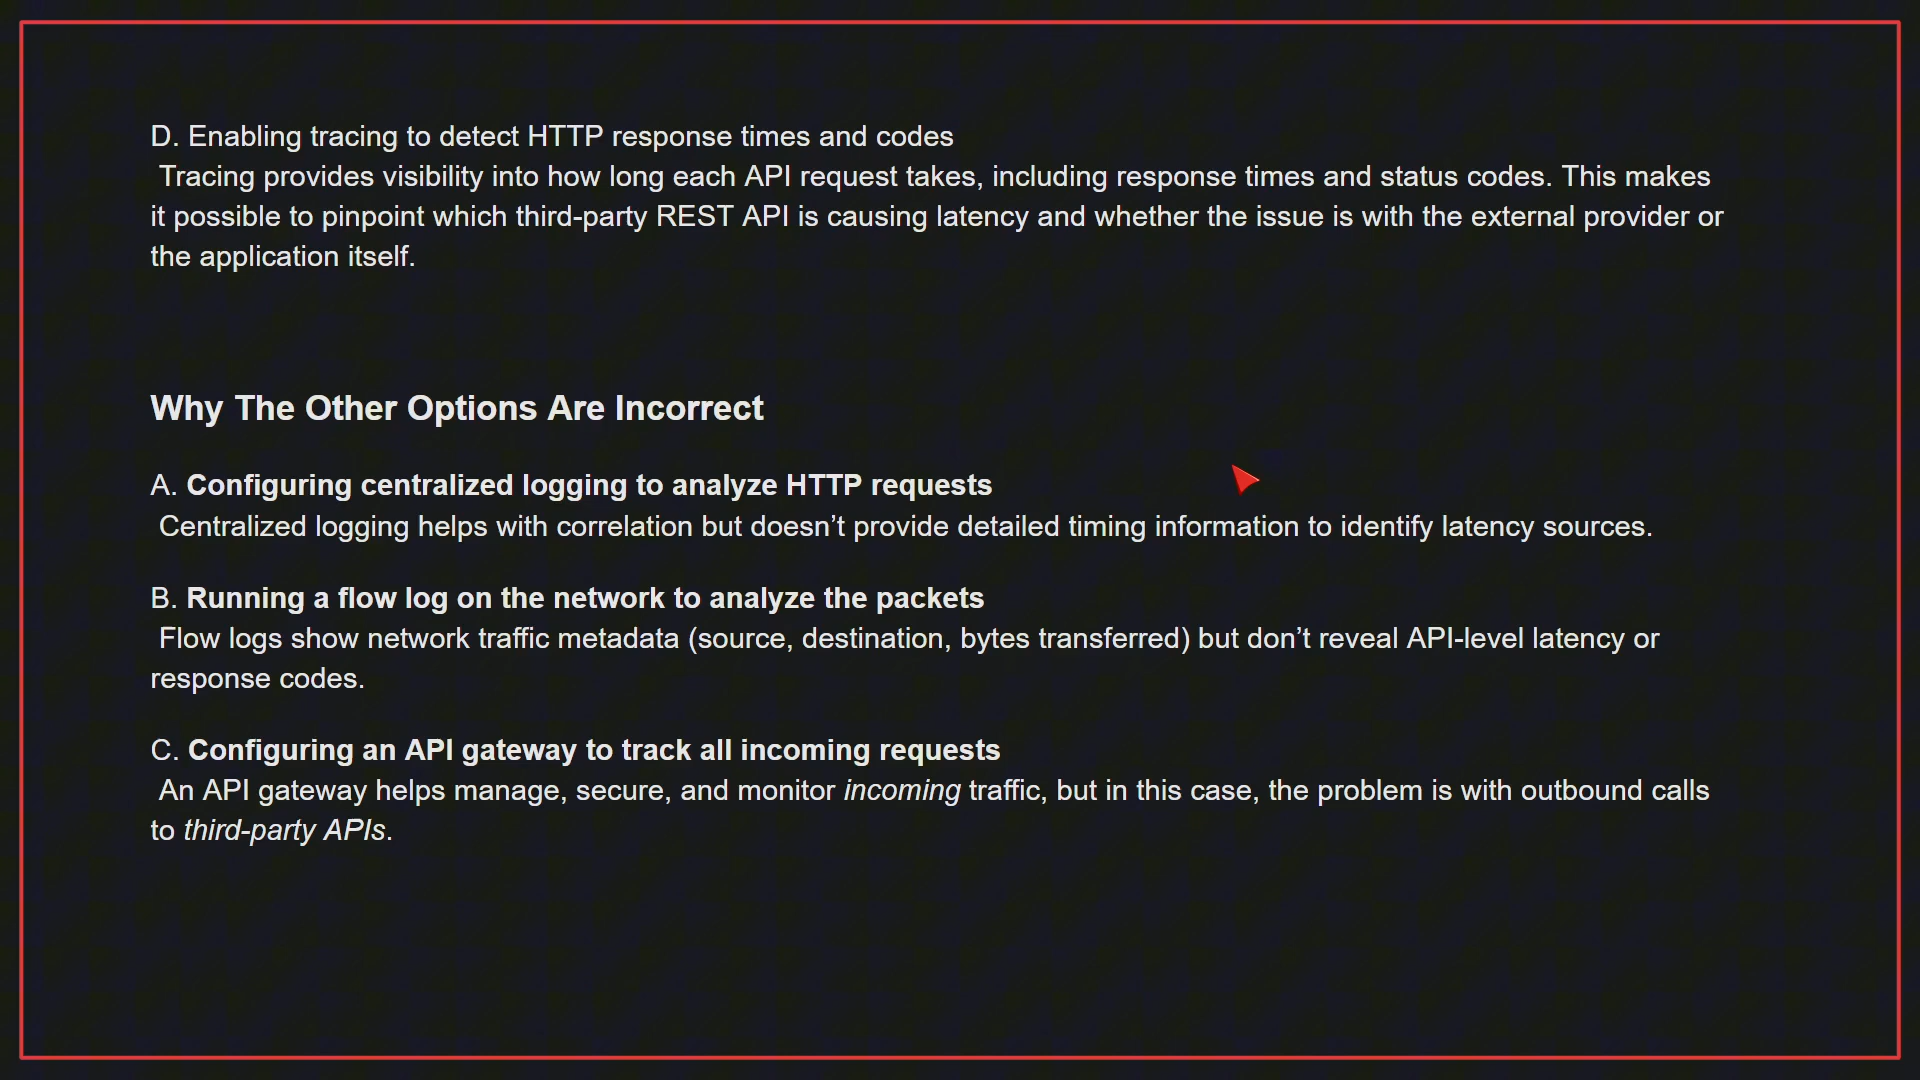 D. Enabling tracing to detect HTTP response times and codes
Tracing provides visibility into how long each API request takes, including response times and status codes. This makes
it possible to pinpoint which third-party REST API is causing latency and whether the issue is with the external provider or
the application itself.
Why The Other Options Are Incorrect
A. Configuring centralized logging to analyze HTTP requests
Centralized logging helps with correlation but doesn’t provide detailed timing information to identify latency sources.
B. Running a flow log on the network to analyze the packets
Flow logs show network traffic metadata (source, destination, bytes transferred) but don’t reveal API-level latency or
response codes.
C. Configuring an API gateway to track all incoming requests
An API gateway helps manage, secure, and monitor incoming traffic, but in this case, the problem is with outbound calls
to third-party APIs.